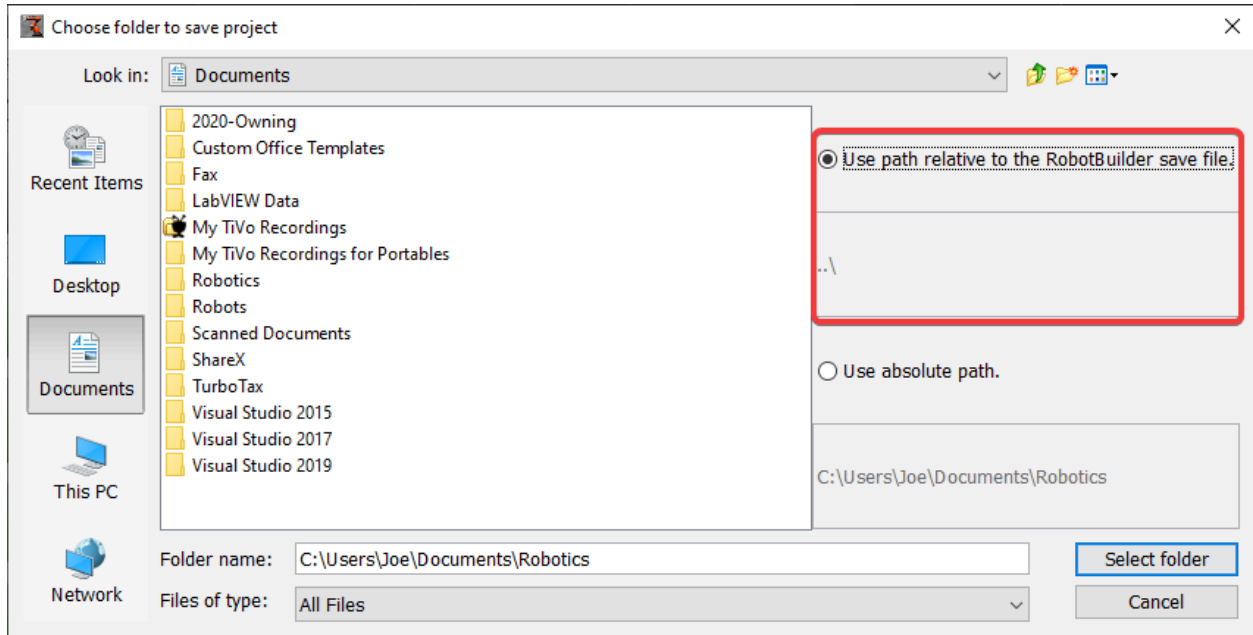 Choose folder to save project
Look in:
Documents
Recent Items
Desktop
Documents
This PC
Network
2020-Owning
Custom Office Templates
Fax
LabVIEW Data
My TiVo Recordings
My TiVo Recordings for Portables
Robotics
Robots
Scanned Documents
ShareX
TurboTax
Visual Studio 2015
Visual Studio 2017
Visual Studio 2019
Use path relative to the RobotBuilder save file.
..\
Use absolute path.
C:\Users\Joe\Documents\Robotics
Folder name:
C:\Users\Joe\Documents\Robotics
Select folder
Files of type:
All Files
Cancel